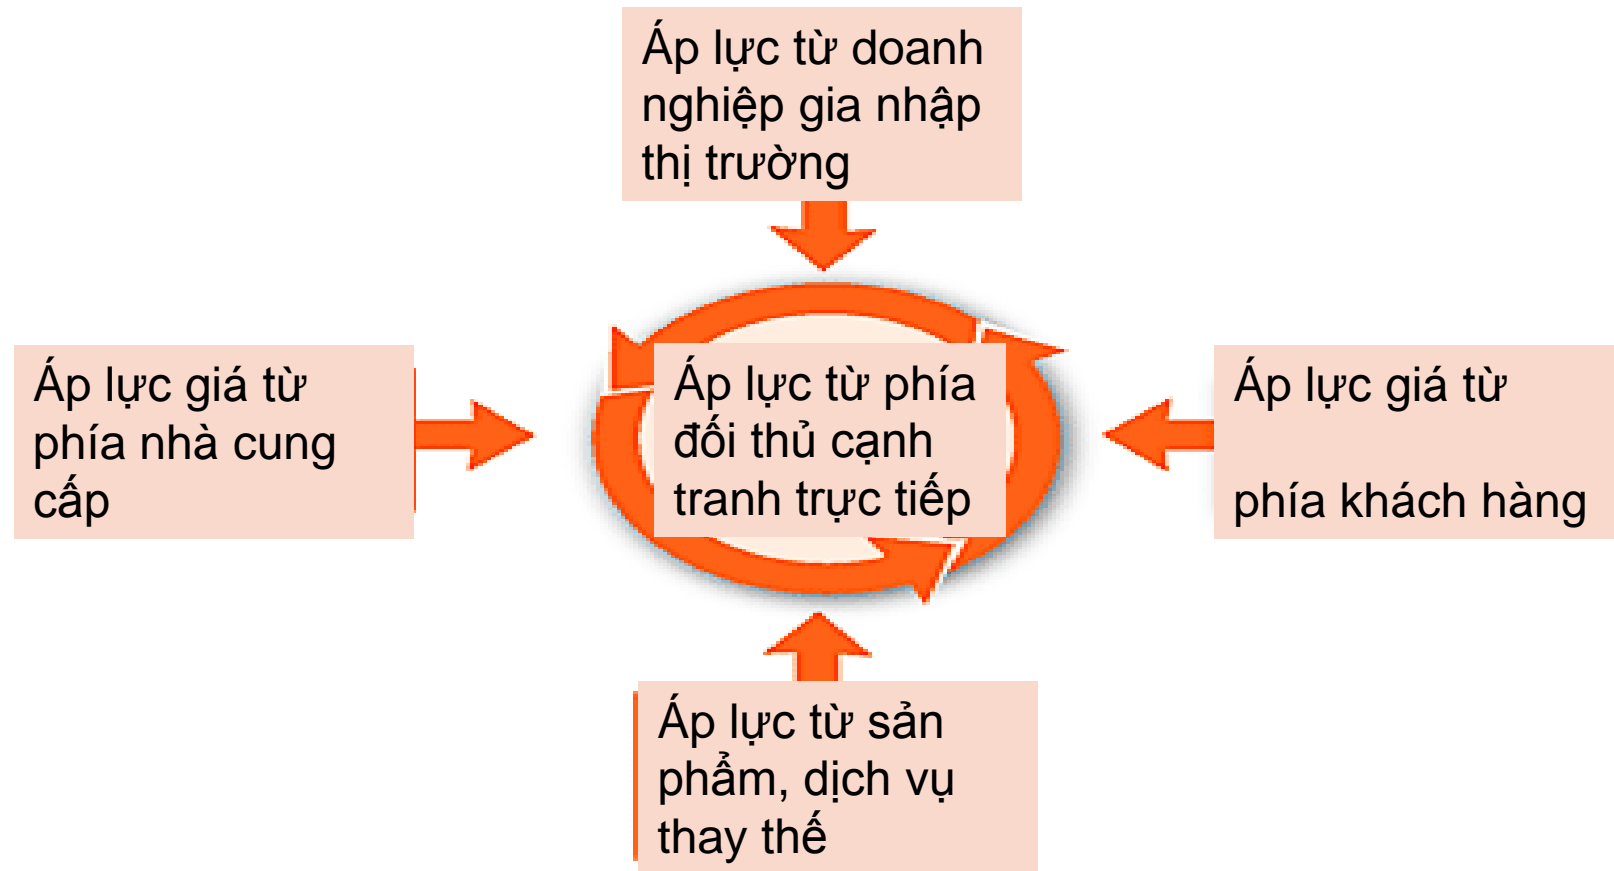 Áp lực từ doanh
nghiệp gia nhập
thị trường
Áp lực giá từ
phía nhà cung
cấp
Áp lực từ phía
đối thủ cạnh
tranh trực tiếp
Áp lực giá từ
phía khách hàng
Áp lực từ sản
phẩm, dịch vụ
thay thế